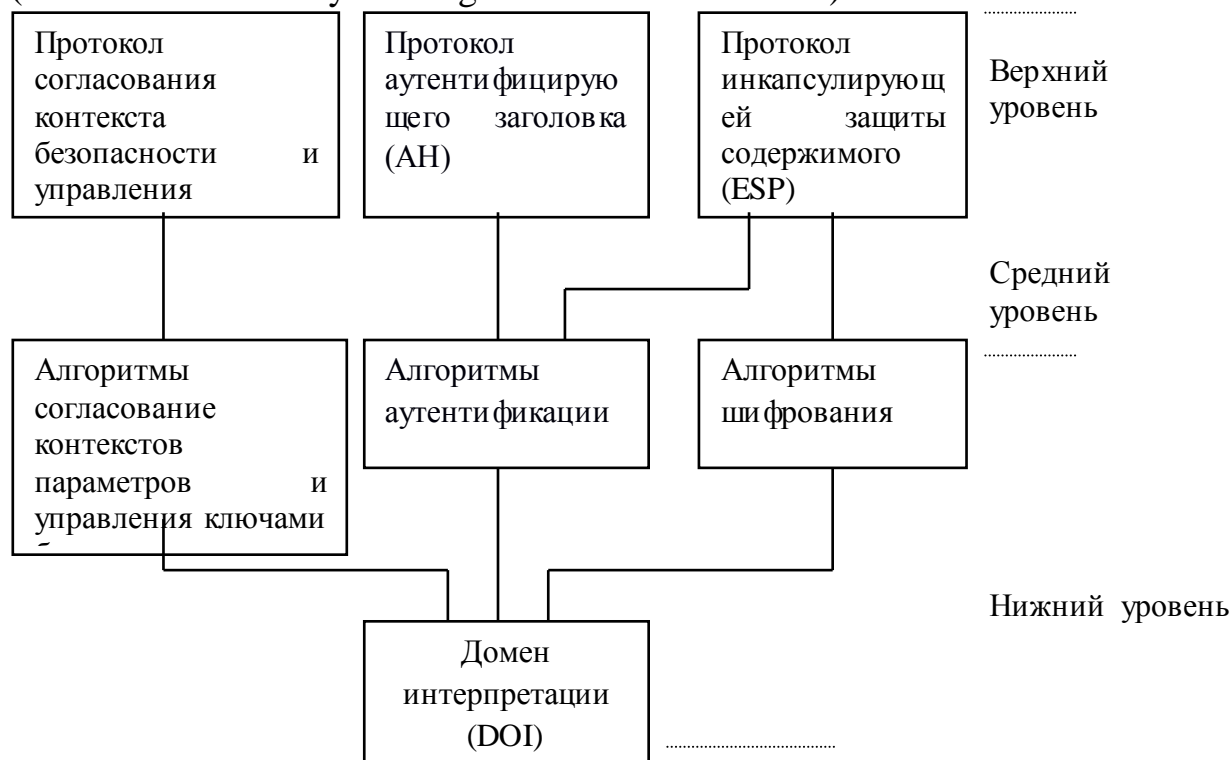 Протокол
согласования
контекста
безопасности и
управления
Протокол
аутентифицирую
щего заголовка
(AH)
Протокол
инкапсулирующ
ей защиты
содержимого
(ESP)
Верхний
уровень
Средний
уровень
Алгоритмы
согласование
контекстов
параметров и
управления ключами
Алгоритмы
аутентификации
Алгоритмы
шифрования
Нижний уровень
Домен
интерпретации
(DOI)